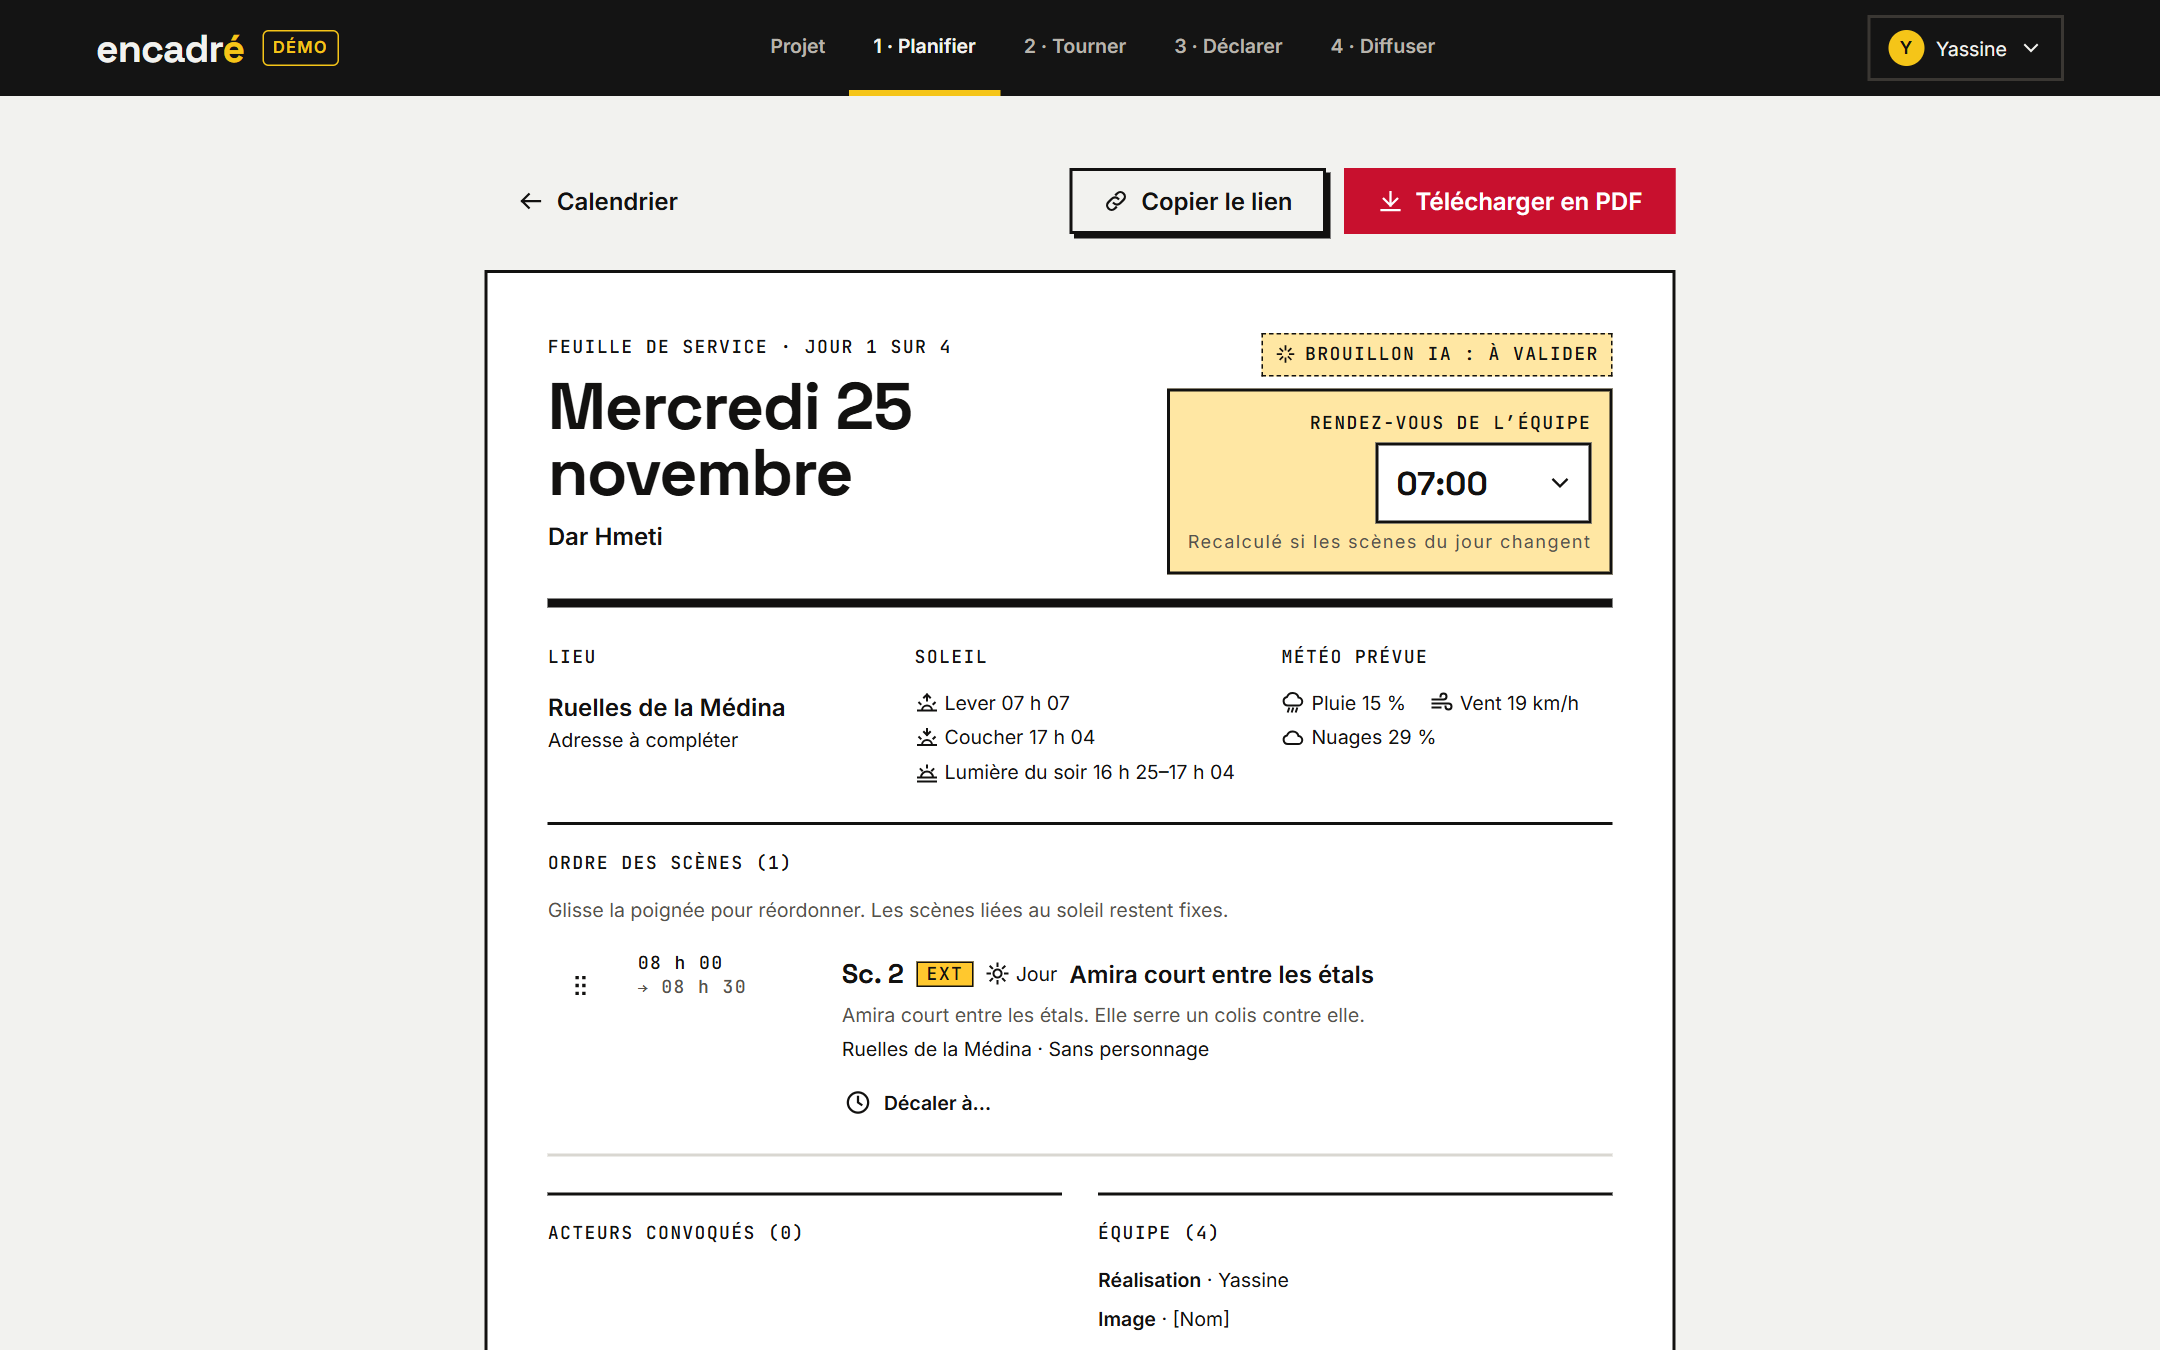 encadré DÉMO
Projet
1 · Planifier
2 · Tourner
3 · Déclarer
4 · Diffuser
Y Yassine
← Calendrier
Copier le lien
Télécharger en PDF
FEUILLE DE SERVICE · JOUR 1 SUR 4
Mercredi 25
novembre
Dar Hmeti
BROUILLON IA : À VALIDER
RENDEZ-VOUS DE L’ÉQUIPE
07:00
Recalculé si les scènes du jour changent
LIEU
Ruelles de la Médina
Adresse à compléter
SOLEIL
Lever 07 h 07
Coucher 17 h 04
Lumière du soir 16 h 25–17 h 04
MÉTÉO PRÉVUE
Pluie 15 % Vent 19 km/h
Nuages 29 %
ORDRE DES SCÈNES (1)
Glisse la poignée pour réordonner. Les scènes liées au soleil restent fixes.
08 h 00
→ 08 h 30
Sc. 2 EXT Jour Amira court entre les étals
Amira court entre les étals. Elle serre un colis contre elle.
Ruelles de la Médina · Sans personnage
Décaler à…
ACTEURS CONVOQUÉS (0)
ÉQUIPE (4)
Réalisation · Yassine
Image · [Nom]